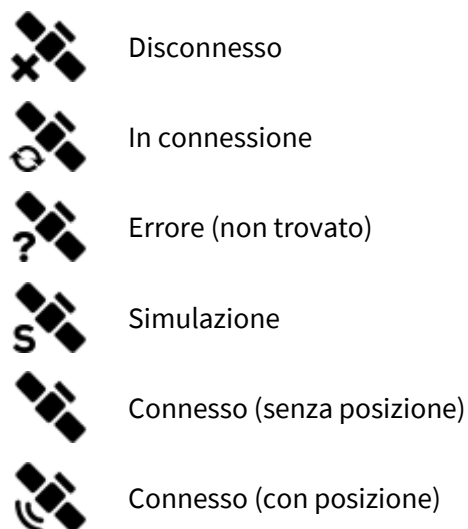 Disconnesso
In connessione
? Errore (non trovato)
S Simulazione
Connesso (senza posizione)
Connesso (con posizione)